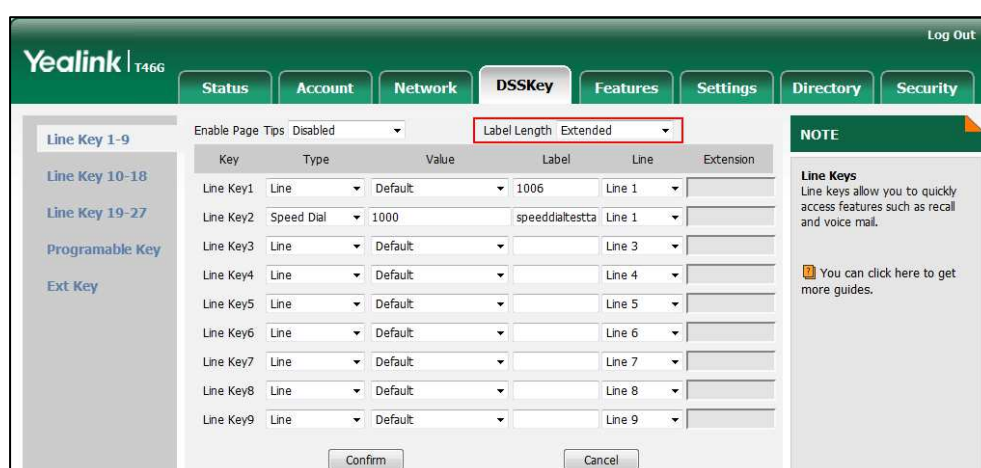 Log Out
Yealink T46G
Status Account Network DSSKey Features Settings Directory Security
Line Key 1-9
Line Key 10-18
Line Key 19-27
Programable Key
Ext Key
Enable Page Tips Disabled Label Length Extended
Key Type Value Label Line Extension
Line Key1 Line Default 1006 Line 1
Line Key2 Speed Dial 1000 speeddialtestta Line 1
Line Key3 Line Default Line 3
Line Key4 Line Default Line 4
Line Key5 Line Default Line 5
Line Key6 Line Default Line 6
Line Key7 Line Default Line 7
Line Key8 Line Default Line 8
Line Key9 Line Default Line 9
Confirm Cancel
NOTE
Line Keys
Line keys allow you to quickly
access features such as recall
and voice mail.
You can click here to get
more guides.